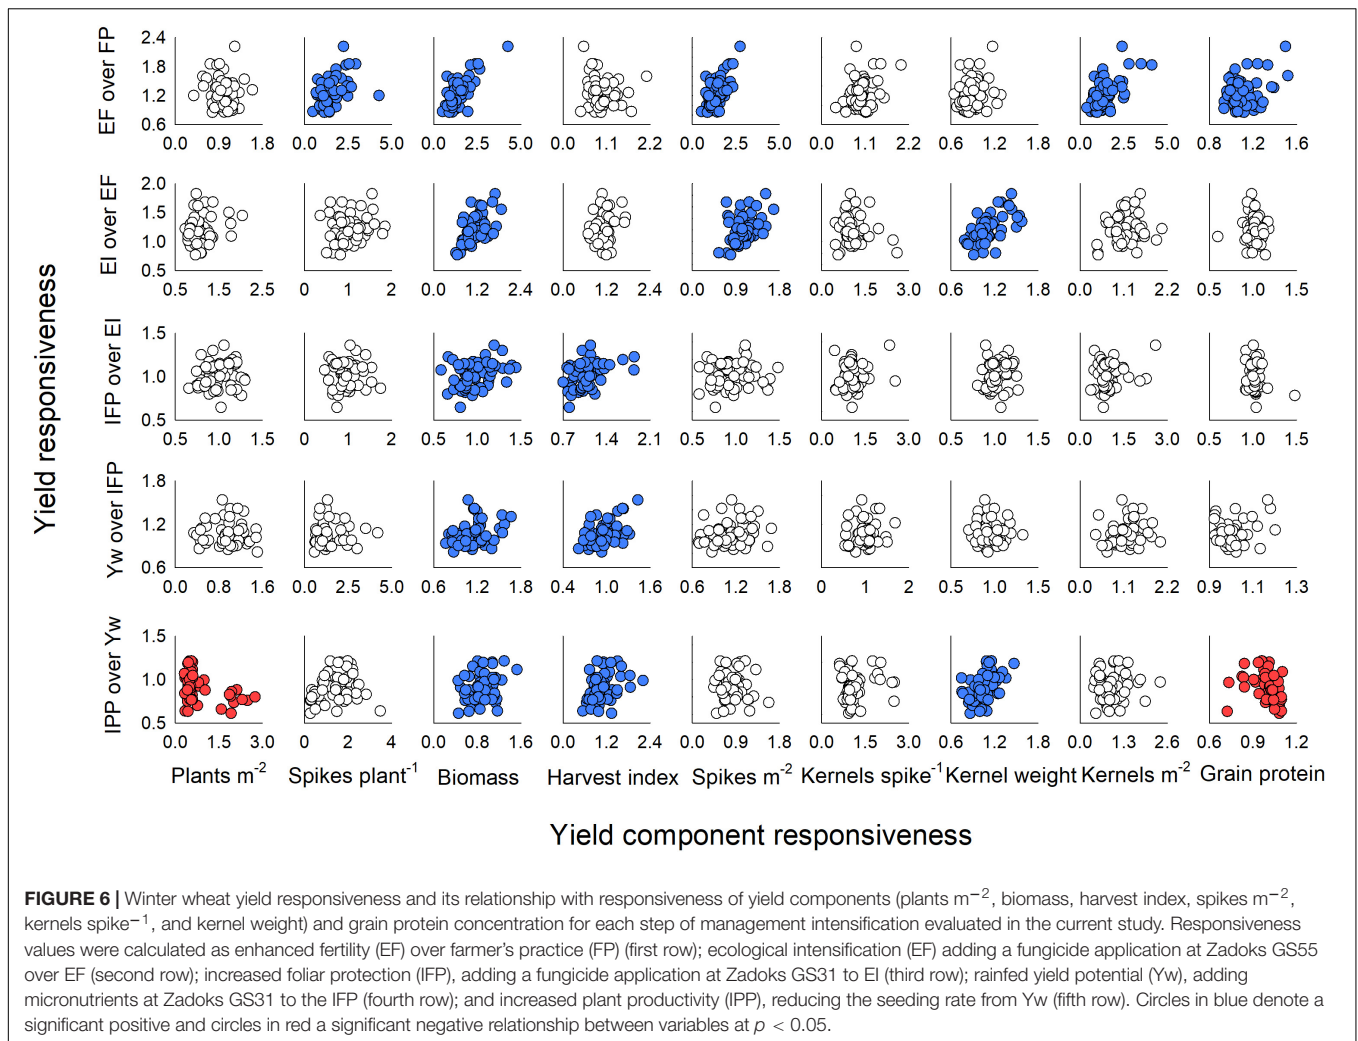 EF over FP
2.4
1.8
1.2
0.6
0.0 0.9 1.8
0.0 2.5 5.0
0.0 2.5 5.0
0.0 1.1 2.2
0.0 2.5 5.0
0.0 1.1 2.2
0.6 1.2 1.8
0.0 2.5 5.0
0.8 1.2 1.6
EI over EF
2.0
1.5
1.0
0.5
0.5 1.5 2.5
0 1 2
0.0 1.2 2.4
0.0 1.2 2.4
0.0 0.9 1.8
0.0 1.5 3.0
0.6 1.2 1.8
0.0 1.1 2.2
0.5 1.0 1.5
Yield responsiveness
IFP over EI
1.5
1.0
0.5
0.5 1.0 1.5
0 1 2
0.0 1.0 1.5
0.7 1.4 2.1
0.5 1.0 1.5
0.0 1.5 3.0
0.6 1.2 1.8
0.0 1.5 3.0
0.5 1.0 1.5
Yw over IFP
1.8
1.2
0.6
0.0 0.8 1.6
0.0 2.5 5.0
0.6 1.2 1.8
0.4 1.0 1.6
0.6 1.2 1.8
0 1 2
0.5 1.0 1.5
0.0 1.1 2.2
0.9 1.1 1.3
IPP over Yw
1.5
1.0
0.5
0.0 1.5 3.0
0 2 4
0.0 0.8 1.6
0.0 1.2 2.4
0.0 0.9 1.8
0.0 1.5 3.0
0.6 1.2 1.8
0.0 1.3 2.6
0.6 0.9 1.2
Plants m⁻² Spikes plant⁻¹ Biomass Harvest index Spikes m⁻² Kernels spike⁻¹ Kernel weight Kernels m⁻² Grain protein
Yield component responsiveness
FIGURE 6 | Winter wheat yield responsiveness and its relationship with responsiveness of yield components (plants m⁻², biomass, harvest index, spikes m⁻²,
kernels spike⁻¹, and kernel weight) and grain protein concentration for each step of management intensification evaluated in the current study. Responsiveness
values were calculated as enhanced fertility (EF) over farmer's practice (FP) (first row); ecological intensification (EF) adding a fungicide application at Zadoks GS55
over EF (second row); increased foliar protection (IFP), adding a fungicide application at Zadoks GS31 to EI (third row); rainfed yield potential (Yw), adding
micronutrients at Zadoks GS31 to the IFP (fourth row); and increased plant productivity (IPP), reducing the seeding rate from Yw (fifth row). Circles in blue denote a
significant positive and circles in red a significant negative relationship between variables at p < 0.05.